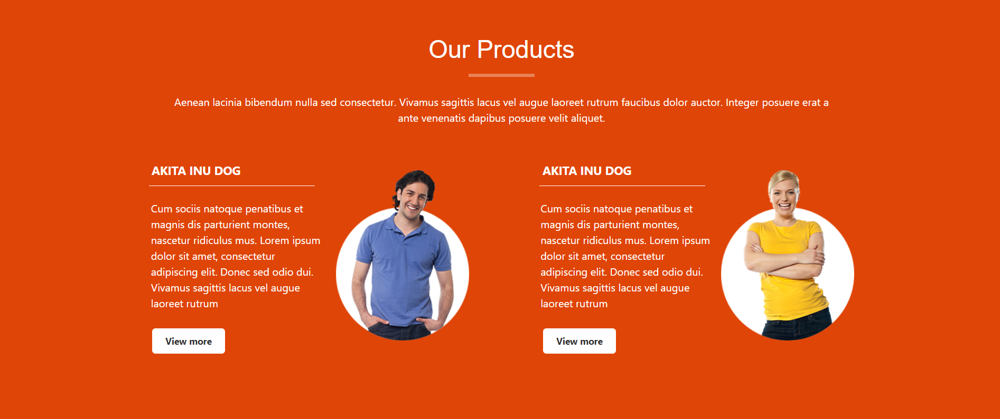 Our Products
Aenean lacinia bibendum nulla sed consectetur. Vivamus sagittis lacus vel augue laoreet rutrum faucibus dolor auctor. Integer posuere erat a
ante venenatis dapibus posuere velit aliquet.
AKITA INU DOG
Cum sociis natoque penatibus et
magnis dis parturient montes,
nascetur ridiculus mus. Lorem ipsum
dolor sit amet, consectetur
adipiscing elit. Donec sed odio dui.
Vivamus sagittis lacus vel augue
laoreet rutrum
View more
AKITA INU DOG
Cum sociis natoque penatibus et
magnis dis parturient montes,
nascetur ridiculus mus. Lorem ipsum
dolor sit amet, consectetur
adipiscing elit. Donec sed odio dui.
Vivamus sagittis lacus vel augue
laoreet rutrum
View more